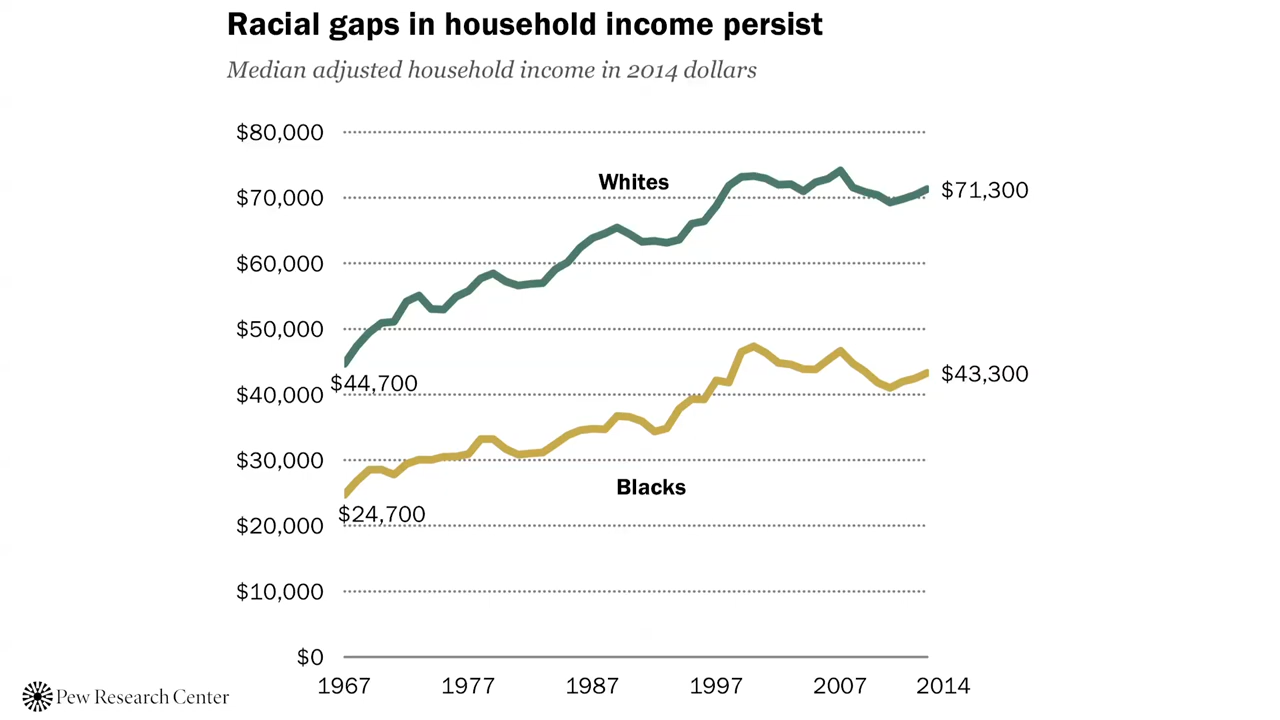 Racial gaps in household income persist
Median adjusted household income in 2014 dollars
$80,000
Whites
$70,000
$71,300
$60,000
$50,000
$43,300
$44,700
$40,000
$30,000
Blacks
$24,700
$20,000
$10,000
$0
1967 1977 1987 1997 2007 2014
Pew Research Center